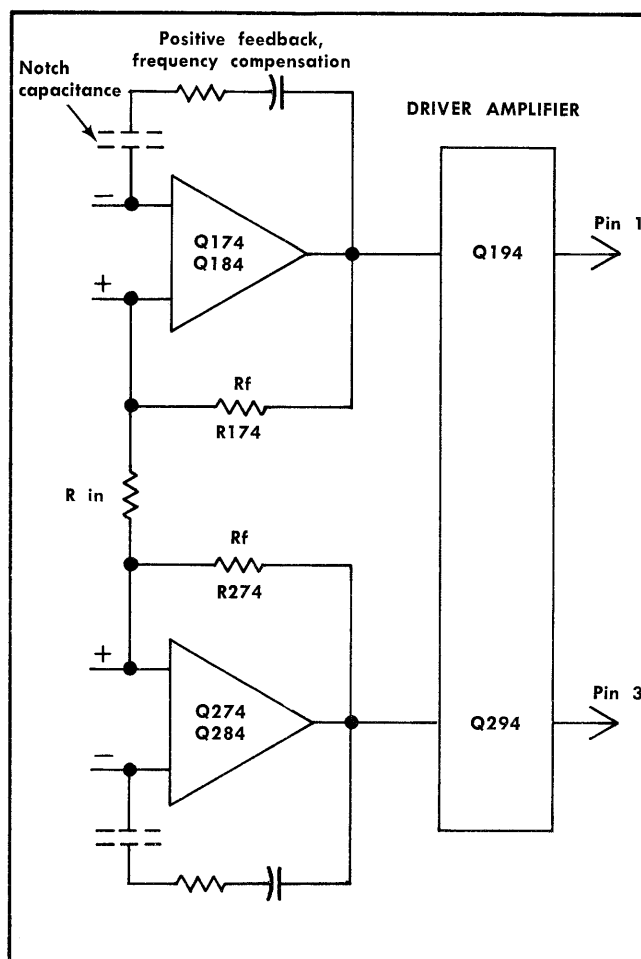 Positive feedback,
frequency compensation
Notch
capacitance
DRIVER AMPLIFIER
−
Q174
Q184
Q194
Pin 1
+
Rf
R174
R in
Rf
R274
+
Q274
Q284
Q294
Pin 3
−